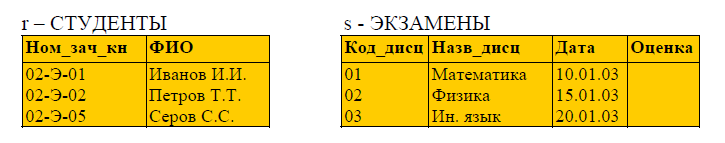 r – СТУДЕНТЫ s - ЭКЗАМЕНЫ
Ном_зач_кн ФИО Код_дисц Назв_дисц Дата Оценка
02-Э-01 Иванов И.И. 01 Математика 10.01.03
02-Э-02 Петров Т.Т. 02 Физика 15.01.03
02-Э-05 Серов С.С. 03 Ин. язык 20.01.03